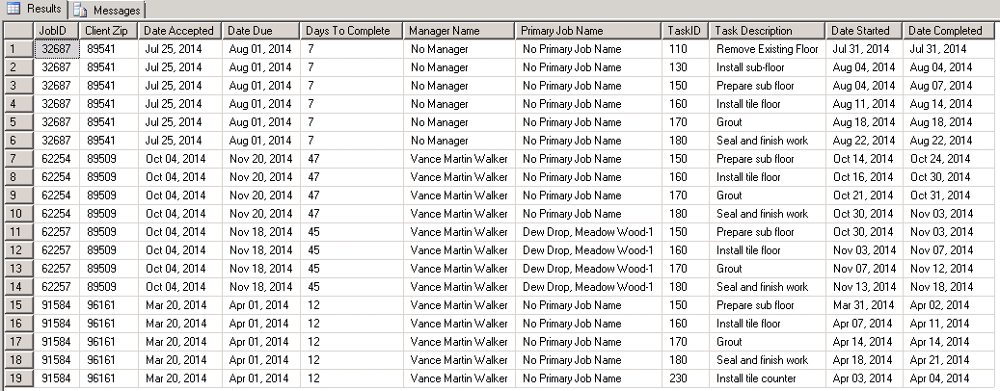 Results Messages
JobID Client Zip Date Accepted Date Due Days To Complete Manager Name Primary Job Name TaskID Task Description Date Started Date Completed
1 32687 89541 Jul 25, 2014 Aug 01, 2014 7 No Manager No Primary Job Name 110 Remove Existing Floor Jul 31, 2014 Jul 31, 2014
2 32687 89541 Jul 25, 2014 Aug 01, 2014 7 No Manager No Primary Job Name 130 Install sub-floor Aug 04, 2014 Aug 04, 2014
3 32687 89541 Jul 25, 2014 Aug 01, 2014 7 No Manager No Primary Job Name 150 Prepare sub floor Aug 04, 2014 Aug 07, 2014
4 32687 89541 Jul 25, 2014 Aug 01, 2014 7 No Manager No Primary Job Name 160 Install tile floor Aug 11, 2014 Aug 14, 2014
5 32687 89541 Jul 25, 2014 Aug 01, 2014 7 No Manager No Primary Job Name 170 Grout Aug 18, 2014 Aug 18, 2014
6 32687 89541 Jul 25, 2014 Aug 01, 2014 7 No Manager No Primary Job Name 180 Seal and finish work Aug 22, 2014 Aug 22, 2014
7 62254 89509 Oct 04, 2014 Nov 20, 2014 47 Vance Martin Walker No Primary Job Name 150 Prepare sub floor Oct 14, 2014 Oct 24, 2014
8 62254 89509 Oct 04, 2014 Nov 20, 2014 47 Vance Martin Walker No Primary Job Name 160 Install tile floor Oct 16, 2014 Oct 30, 2014
9 62254 89509 Oct 04, 2014 Nov 20, 2014 47 Vance Martin Walker No Primary Job Name 170 Grout Oct 21, 2014 Oct 31, 2014
10 62254 89509 Oct 04, 2014 Nov 20, 2014 47 Vance Martin Walker No Primary Job Name 180 Seal and finish work Oct 30, 2014 Nov 03, 2014
11 62257 89509 Oct 04, 2014 Nov 18, 2014 45 Vance Martin Walker Dew Drop, Meadow Wood-1 150 Prepare sub floor Oct 30, 2014 Nov 03, 2014
12 62257 89509 Oct 04, 2014 Nov 18, 2014 45 Vance Martin Walker Dew Drop, Meadow Wood-1 160 Install tile floor Nov 03, 2014 Nov 07, 2014
13 62257 89509 Oct 04, 2014 Nov 18, 2014 45 Vance Martin Walker Dew Drop, Meadow Wood-1 170 Grout Nov 07, 2014 Nov 12, 2014
14 62257 89509 Oct 04, 2014 Nov 18, 2014 45 Vance Martin Walker Dew Drop, Meadow Wood-1 180 Seal and finish work Nov 13, 2014 Nov 18, 2014
15 91584 96161 Mar 20, 2014 Apr 01, 2014 12 Vance Martin Walker No Primary Job Name 150 Prepare sub floor Mar 31, 2014 Apr 02, 2014
16 91584 96161 Mar 20, 2014 Apr 01, 2014 12 Vance Martin Walker No Primary Job Name 160 Install tile floor Apr 07, 2014 Apr 11, 2014
17 91584 96161 Mar 20, 2014 Apr 01, 2014 12 Vance Martin Walker No Primary Job Name 170 Grout Apr 14, 2014 Apr 14, 2014
18 91584 96161 Mar 20, 2014 Apr 01, 2014 12 Vance Martin Walker No Primary Job Name 180 Seal and finish work Apr 18, 2014 Apr 21, 2014
19 91584 96161 Mar 20, 2014 Apr 01, 2014 12 Vance Martin Walker No Primary Job Name 230 Install tile counter Apr 03, 2014 Apr 04, 2014